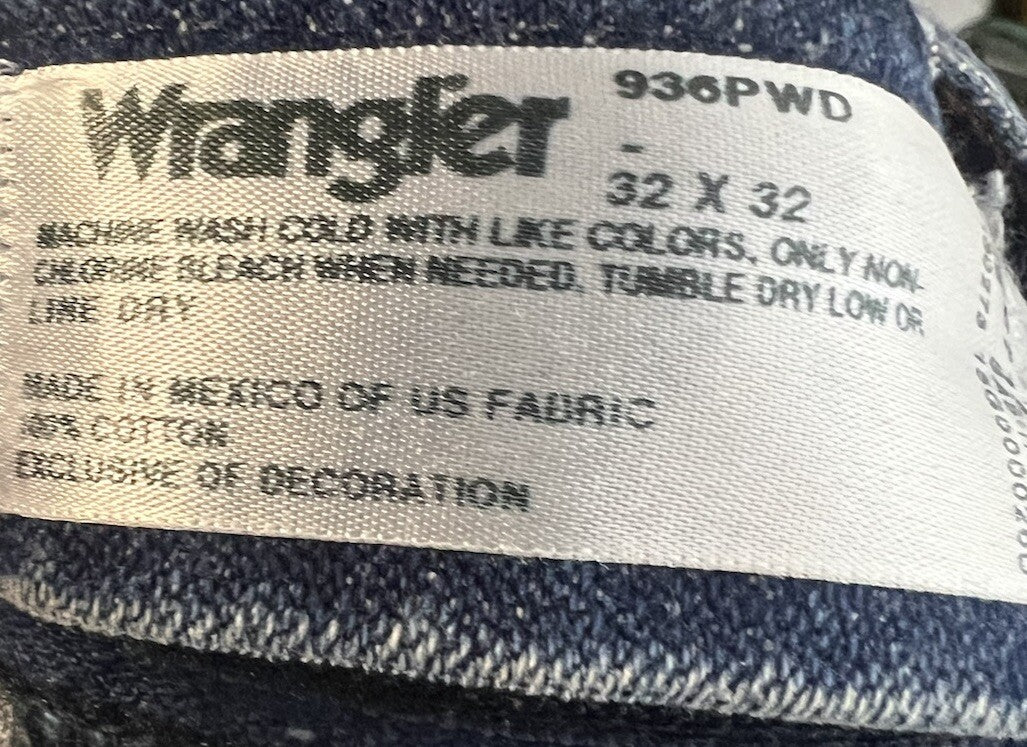 Wrangler
936PWD
-
32 X 32
MACHINE WASH COLD WITH LIKE COLORS. ONLY NON-
CHLORINE BLEACH WHEN NEEDED. TUMBLE DRY LOW OR
LINE DRY
MADE IN MEXICO OF US FABRIC
COTTON
EXCLUSIVE OF DECORATION